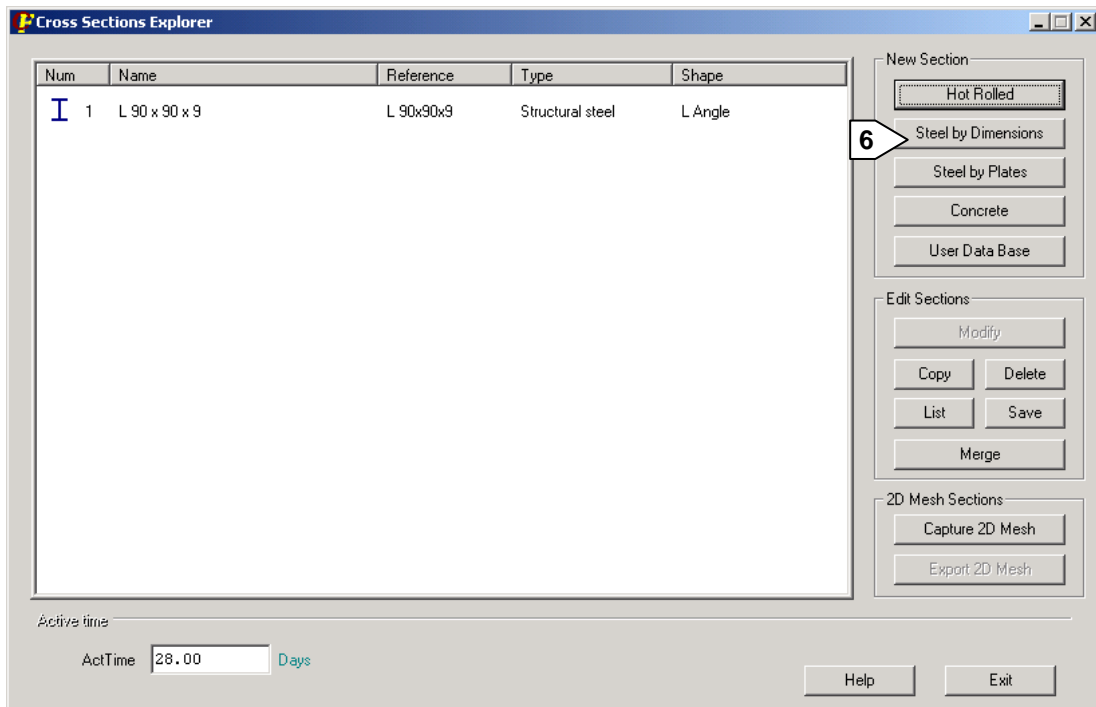 Cross Sections Explorer
Num Name Reference Type Shape
1 L 90 x 90 x 9 L 90x90x9 Structural steel L Angle
New Section
Hot Rolled
6
Steel by Dimensions
Steel by Plates
Concrete
User Data Base
Edit Sections
Modify
Copy Delete
List Save
Merge
2D Mesh Sections
Capture 2D Mesh
Export 2D Mesh
Active time
ActTime 28.00 Days
Help Exit